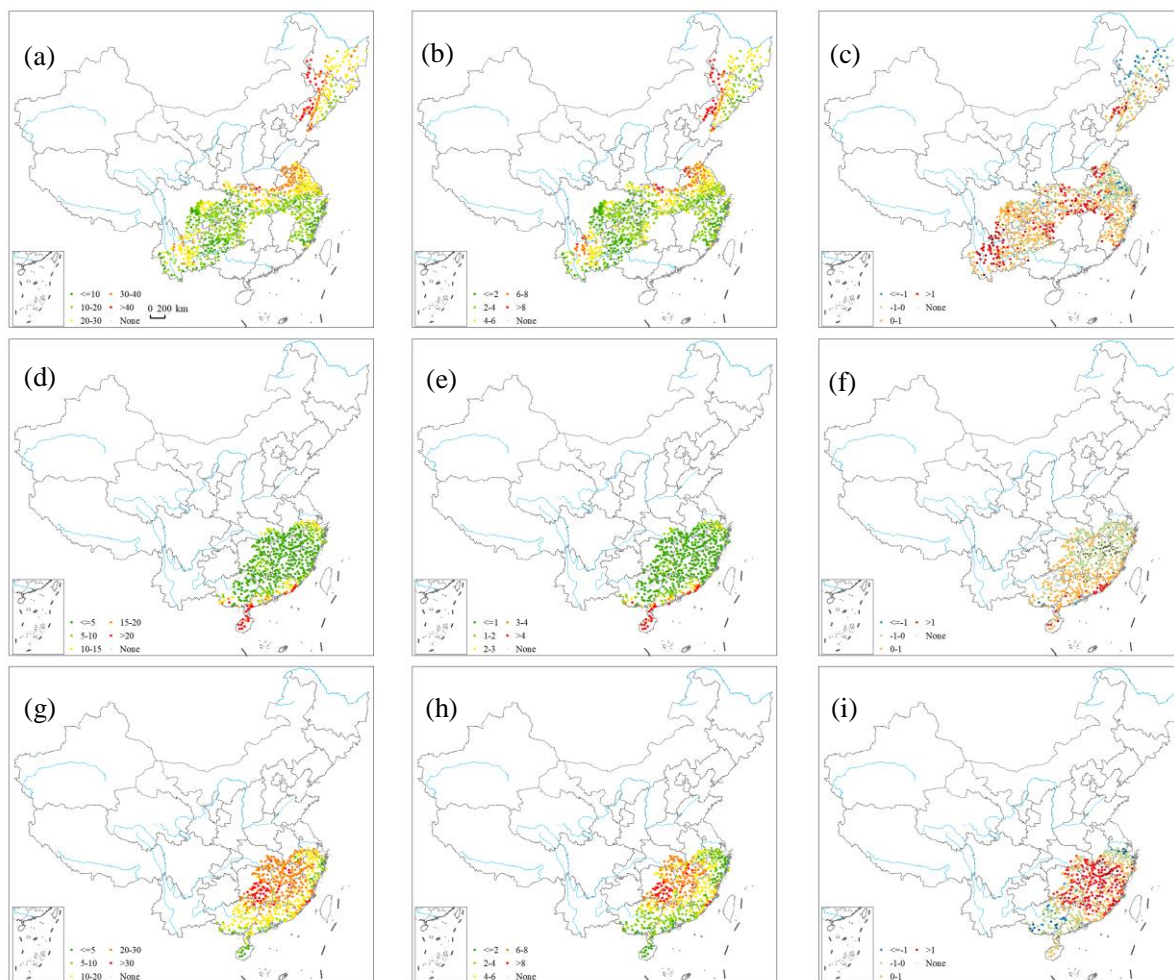 (a)
<=10 30-40
10-20 >40
20-30 None
0 200 km
(b)
<=2 6-8
2-4 >8
4-6 None
(c)
<=-1 >1
-1-0 None
0-1
(d)
<=5 15-20
5-10 >20
10-15 None
(e)
<=1 3-4
1-2 >4
2-3 None
(f)
<=-1 >1
-1-0 None
0-1
(g)
<=5 20-30
5-10 >30
10-20 None
(h)
<=2 6-8
2-4 >8
4-6 None
(i)
<=-1 >1
-1-0 None
0-1